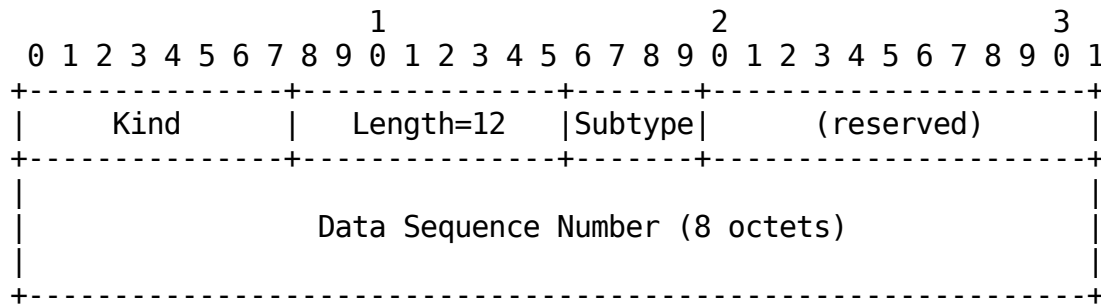 1                   2                   3
 0 1 2 3 4 5 6 7 8 9 0 1 2 3 4 5 6 7 8 9 0 1 2 3 4 5 6 7 8 9 0 1
+---------------+---------------+-------+----------------------+
|     Kind      |   Length=12   |Subtype|      (reserved)      |
+---------------+---------------+-------+----------------------+
|                                                              |
|                 Data Sequence Number (8 octets)              |
|                                                              |
+--------------------------------------------------------------+